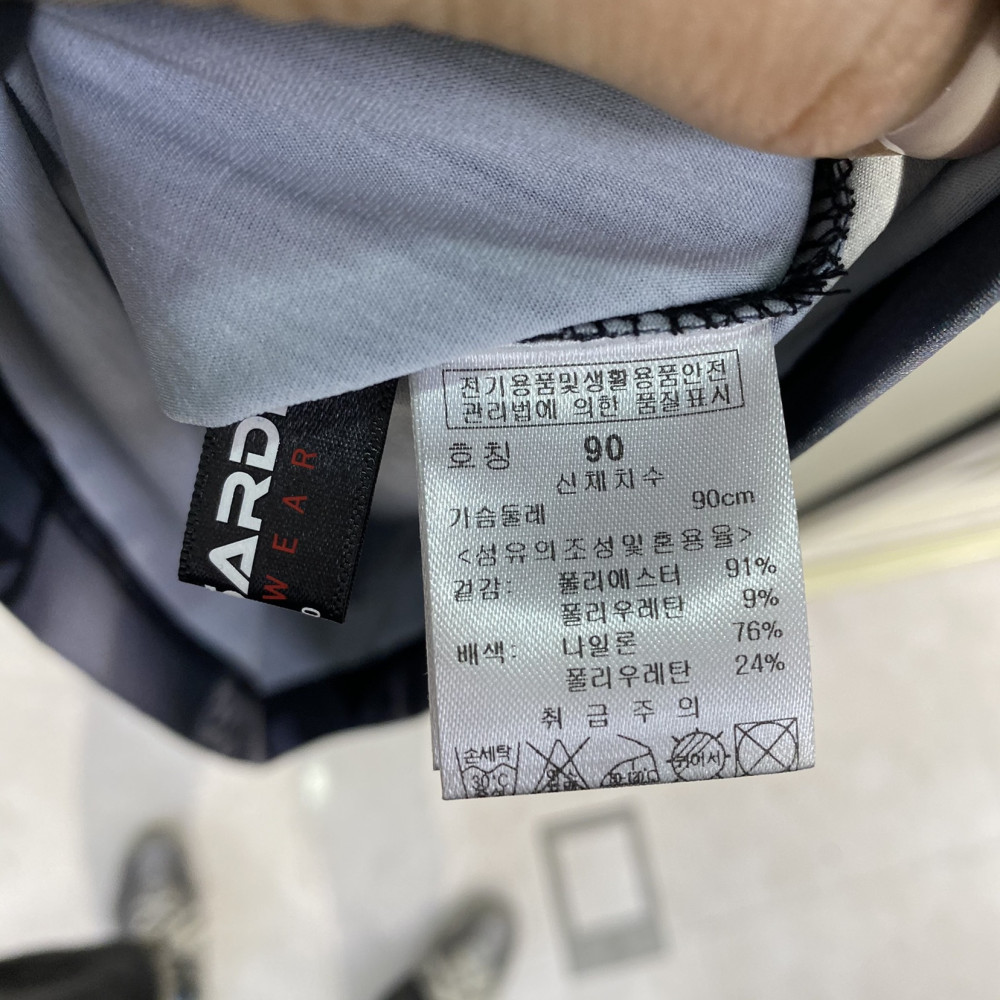 전기용품및생활용품안전
관리법에 의한 품질표시
호칭 90
신체치수
가슴둘레 90cm
<섬유의조성및혼용율>
겉감: 폴리에스터 91%
폴리우레탄 9%
배색: 나일론 76%
폴리우레탄 24%
취급주의
손세탁
30°C
뉘어서
WEAR